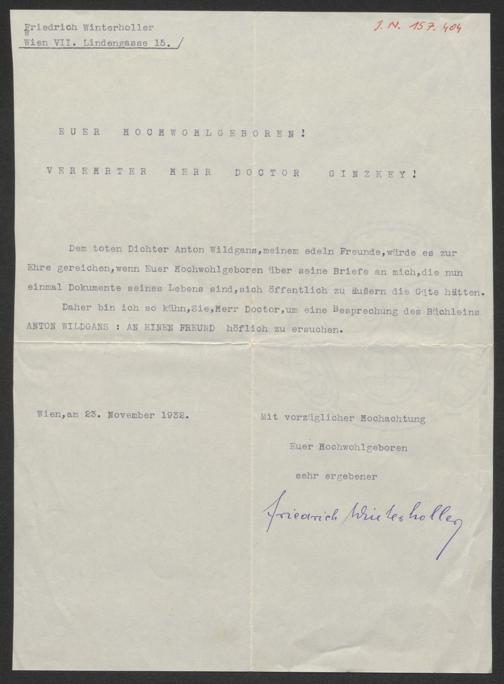 Friedrich Winterholler
Wien VII. Lindengasse 15./
J. N. 157.404
EUER HOCHWOHLGEBOREN!
VEREHRTER HERR DOCTOR GINZKEY!
Dem toten Dichter Anton Wildgans,meinem edeln Freunde,würde es zur
Ehre gereichen,wenn Euer Hochwohlgeboren über seine Briefe an mich,die nun
einmal Dokumente seines Lebens sind,sich öffentlich zu äußern die Güte hätten.
Daher bin ich so kühn,Sie,Herr Doctor,um eine Besprechung des Büchleins
ANTON WILDGANS : AN EINEN FREUND höflich zu ersuchen.
Wien,am 23. November 1932.
Mit vorzüglicher Hochachtung
Euer Hochwohlgeboren
sehr ergebener
Friedrich Winterholler